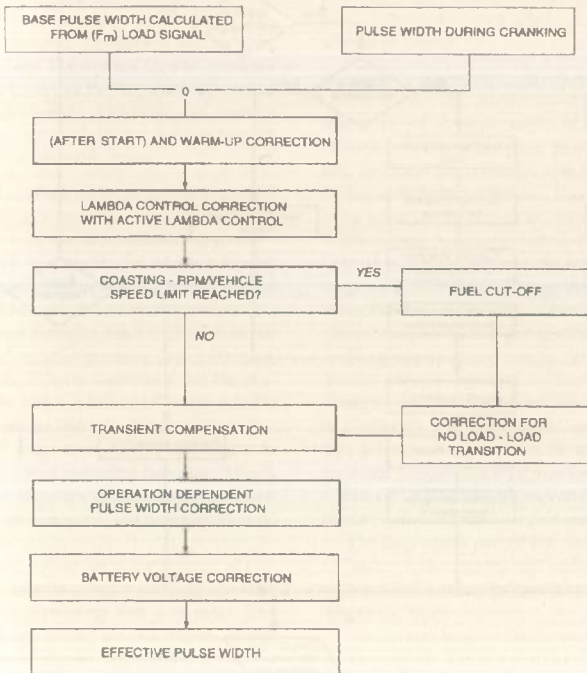 BASE PULSE WIDTH CALCULATED
FROM (Fm) LOAD SIGNAL
PULSE WIDTH DURING CRANKING
O
(AFTER START) AND WARM-UP CORRECTION
LAMBDA CONTROL CORRECTION
WITH ACTIVE LAMBDA CONTROL
COASTING - RPM/VEHICLE
SPEED LIMIT REACHED?
YES
FUEL CUT-OFF
NO
TRANSIENT COMPENSATION
CORRECTION FOR
NO LOAD - LOAD
TRANSITION
OPERATION DEPENDENT
PULSE WIDTH CORRECTION
BATTERY VOLTAGE CORRECTION
EFFECTIVE PULSE WIDTH